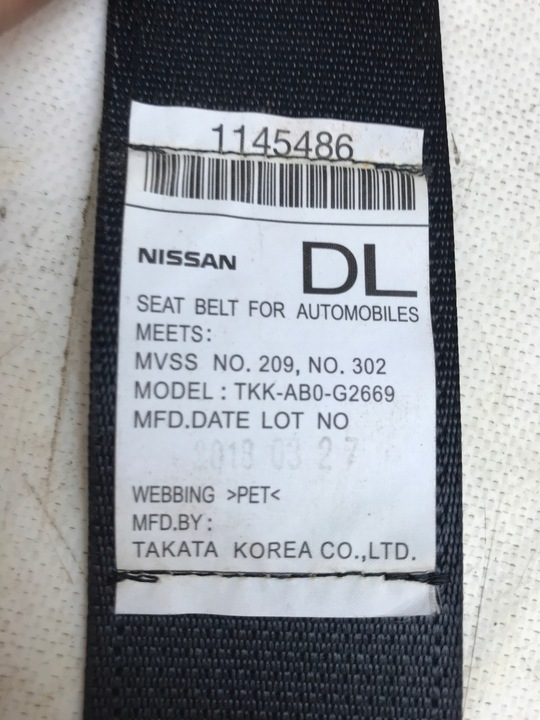 1145486
NISSAN DL
SEAT BELT FOR AUTOMOBILES
MEETS:
MVSS NO. 209, NO. 302
MODEL : TKK-AB0-G2669
MFD.DATE LOT NO
2018 03 27
WEBBING >PET<
MFD.BY :
TAKATA KOREA CO.,LTD.